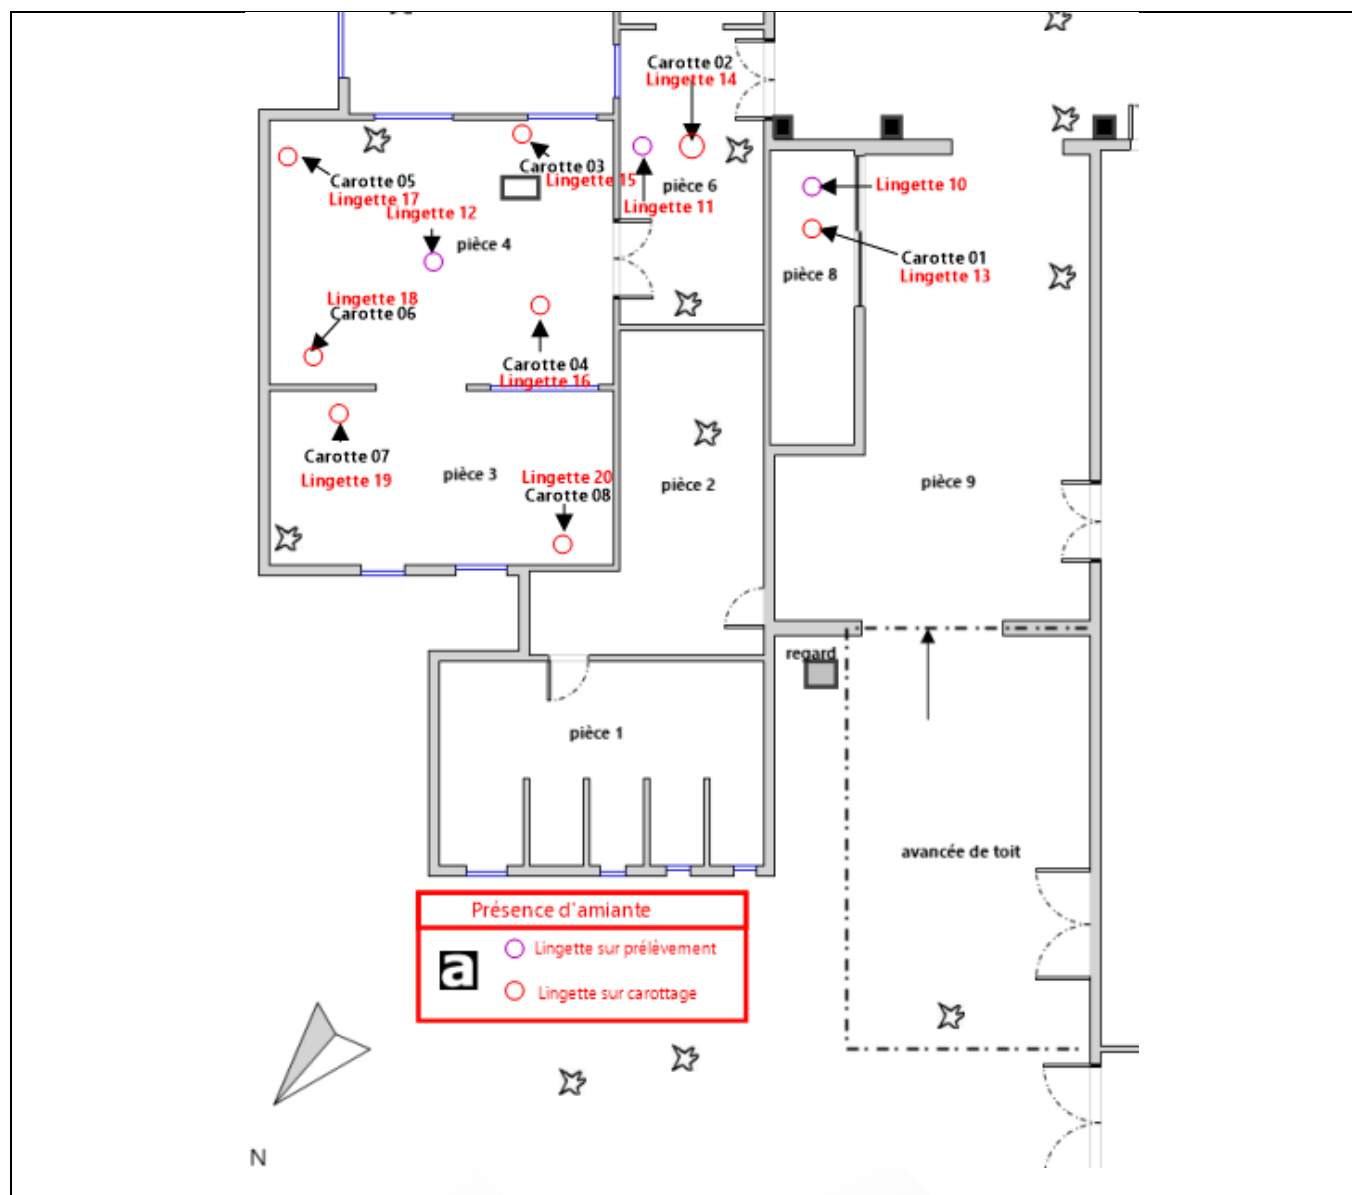 Carotte 02
Lingette 14
Carotte 03
Lingette 15
Carotte 05
Lingette 17
Lingette 12
pièce 4
pièce 6
Lingette 11
Lingette 10
Carotte 01
Lingette 13
pièce 8
Lingette 18
Carotte 06
Carotte 04
Lingette 16
Carotte 07
Lingette 19
pièce 3
Lingette 20
Carotte 08
pièce 2
pièce 9
regard
pièce 1
avancée de toit
Présence d'amiante
a
Lingette sur prélèvement
Lingette sur carottage
N